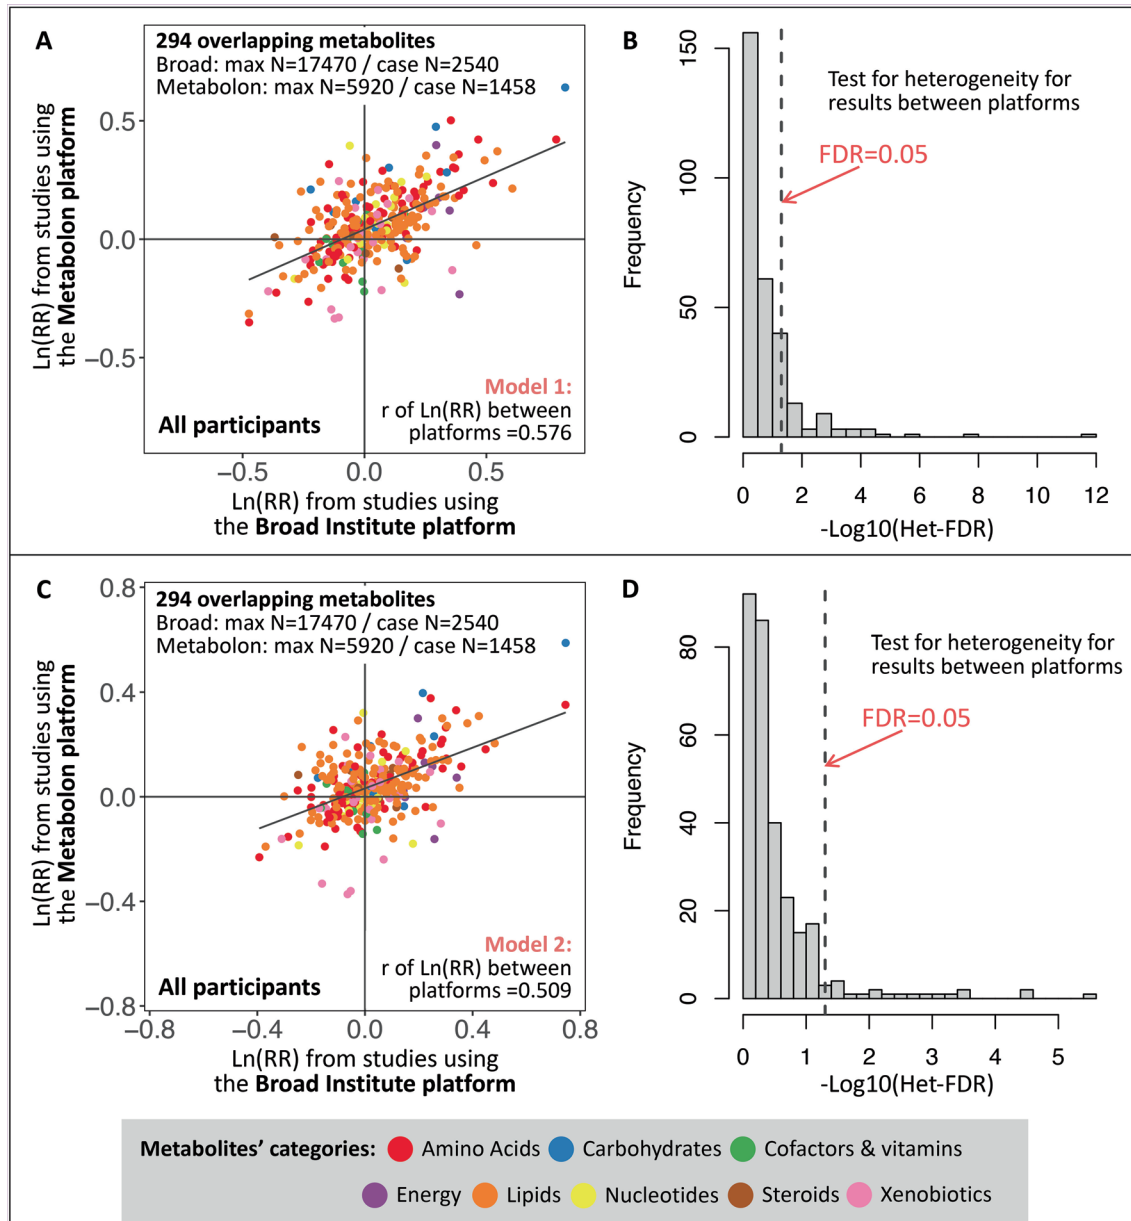 A
294 overlapping metabolites
Broad: max N=17470 / case N=2540
Metabolon: max N=5920 / case N=1458
0.5
0.0
−0.5
Ln(RR) from studies using
the Metabolon platform
Model 1:
r of Ln(RR) between
platforms =0.576
All participants
−0.5
0.0
0.5
Ln(RR) from studies using
the Broad Institute platform
B
Test for heterogeneity for
results between platforms
FDR=0.05
Frequency
150
100
50
0
0 2 4 6 8 10 12
-Log10(Het-FDR)
C
294 overlapping metabolites
Broad: max N=17470 / case N=2540
Metabolon: max N=5920 / case N=1458
0.8
0.4
0.0
−0.4
−0.8
Ln(RR) from studies using
the Metabolon platform
Model 2:
r of Ln(RR) between
platforms =0.509
All participants
−0.8 −0.4 0.0 0.4 0.8
Ln(RR) from studies using
the Broad Institute platform
D
Test for heterogeneity for
results between platforms
FDR=0.05
Frequency
80
60
40
20
0
0 1 2 3 4 5
-Log10(Het-FDR)
Metabolites' categories: Amino Acids Carbohydrates Cofactors & vitamins
Energy Lipids Nucleotides Steroids Xenobiotics